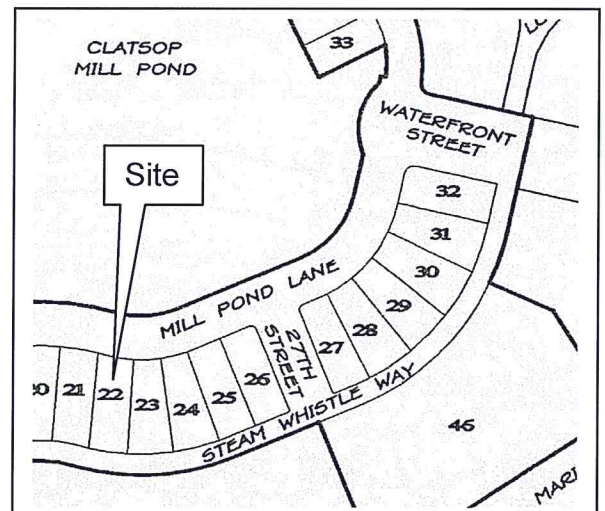 33
CLATSOP
MILL POND
WATERFRONT
STREET
Site
32
31
30
MILL POND LANE
29
28
27TH
STREET
27
26
25
24
23
22
21
20
STEAM WHISTLE WAY
46